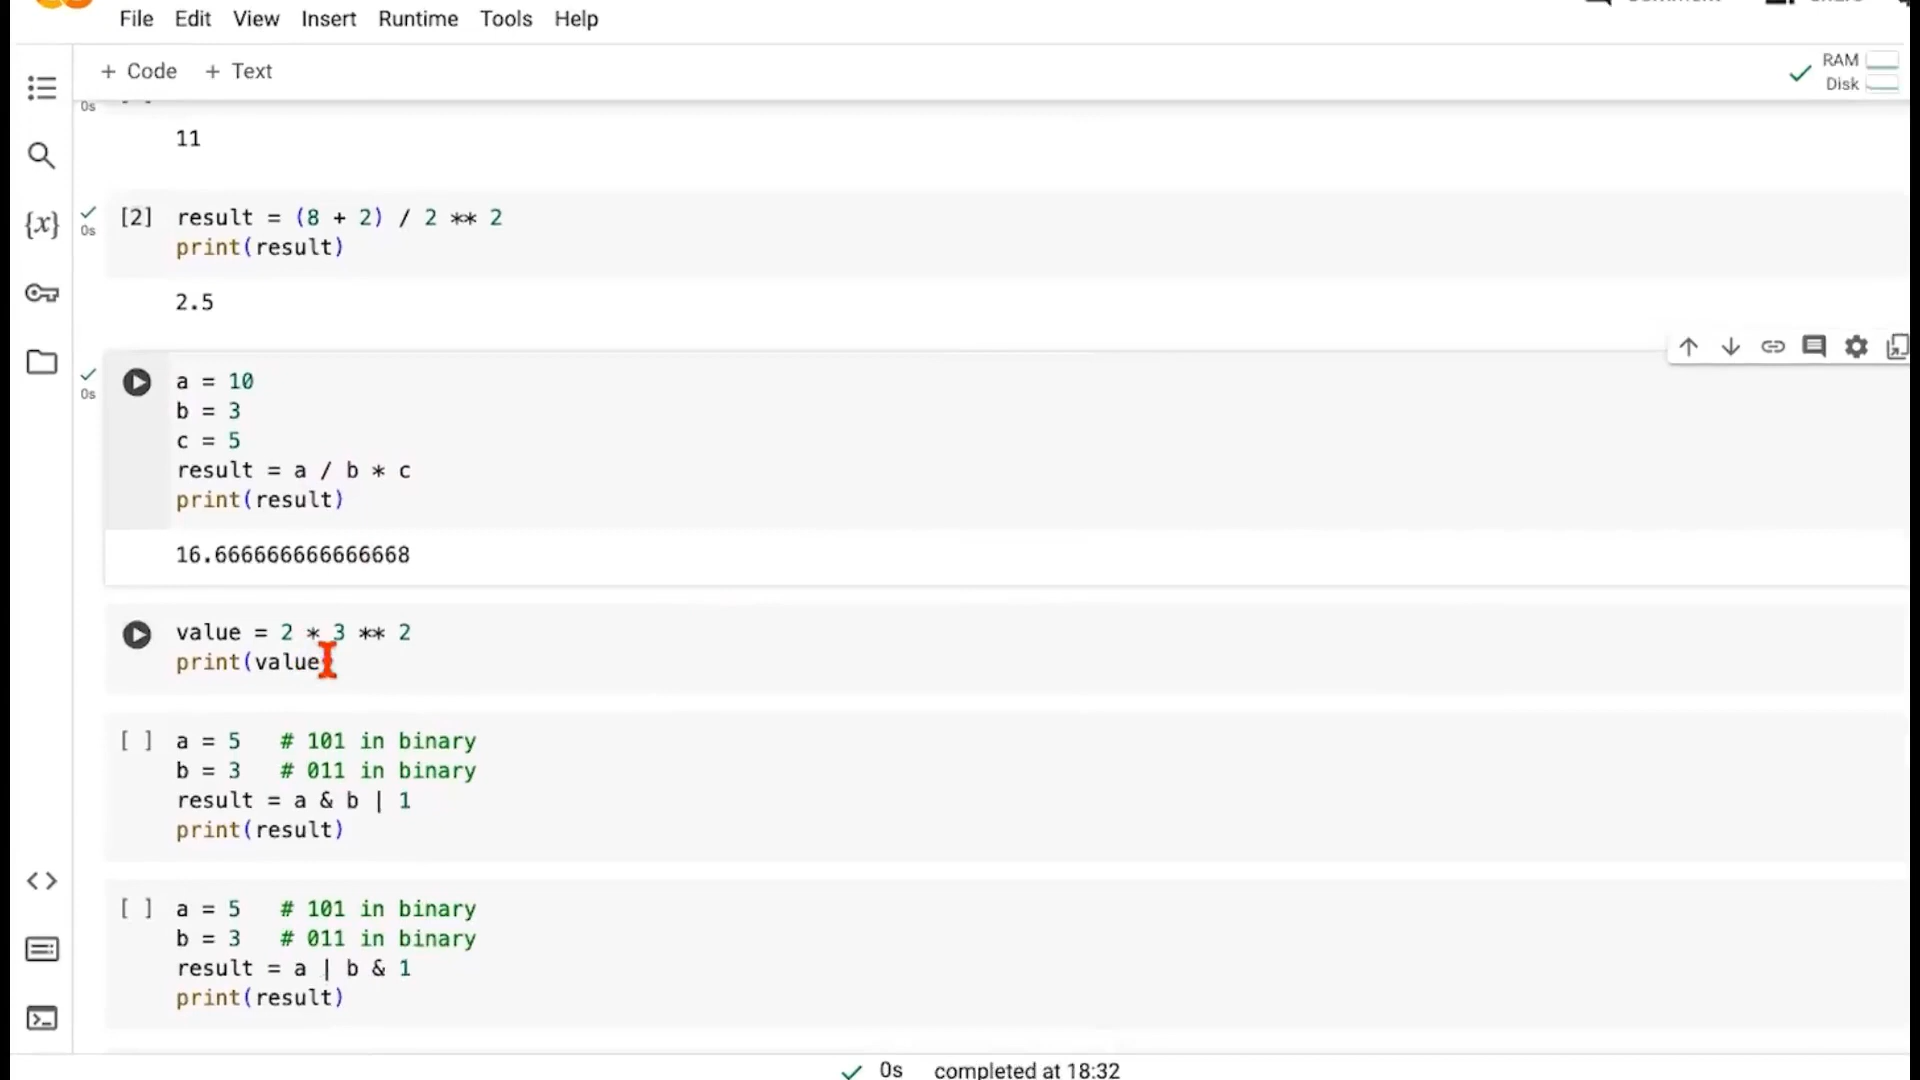 File Edit View Insert Runtime Tools Help
+ Code + Text
RAM
Disk
0s
11
[2] result = (8 + 2) / 2 ** 2
0s
print(result)
2.5
{x}
a = 10
0s
b = 3
c = 5
result = a / b * c
print(result)
16.666666666666668
value = 2 * 3 ** 2
print(value
[ ] a = 5 # 101 in binary
b = 3 # 011 in binary
result = a & b | 1
print(result)
[ ] a = 5 # 101 in binary
b = 3 # 011 in binary
result = a | b & 1
print(result)
0s completed at 18:32